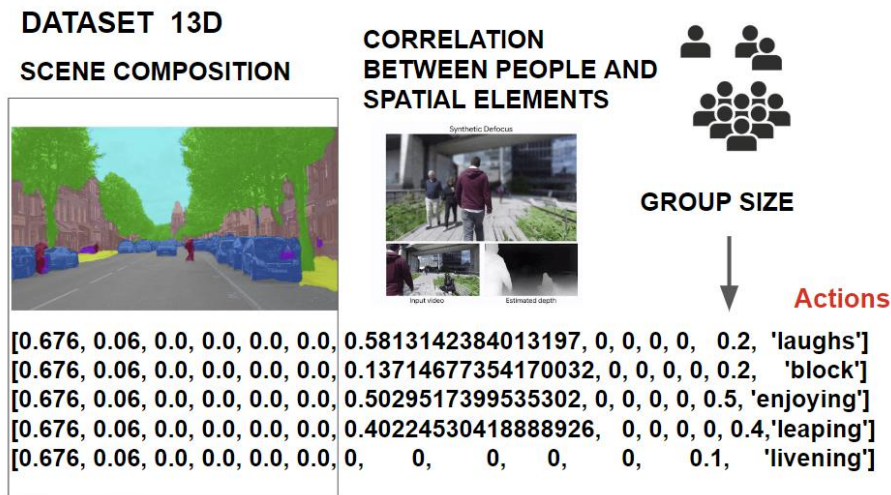 DATASET 13D
SCENE COMPOSITION
CORRELATION
BETWEEN PEOPLE AND
SPATIAL ELEMENTS
Synthetic Defocus
Input video
Estimated depth
GROUP SIZE
Actions
[0.676, 0.06, 0.0, 0.0, 0.0, 0.0, 0.5813142384013197, 0, 0, 0, 0, 0.2, 'laughs']
[0.676, 0.06, 0.0, 0.0, 0.0, 0.0, 0.13714677354170032, 0, 0, 0, 0, 0.2, 'block']
[0.676, 0.06, 0.0, 0.0, 0.0, 0.0, 0.5029517399535302, 0, 0, 0, 0, 0.5, 'enjoying']
[0.676, 0.06, 0.0, 0.0, 0.0, 0.0, 0.40224530418888926, 0, 0, 0, 0, 0.4,'leaping']
[0.676, 0.06, 0.0, 0.0, 0.0, 0.0, 0, 0, 0, 0, 0, 0.1, 'livening']